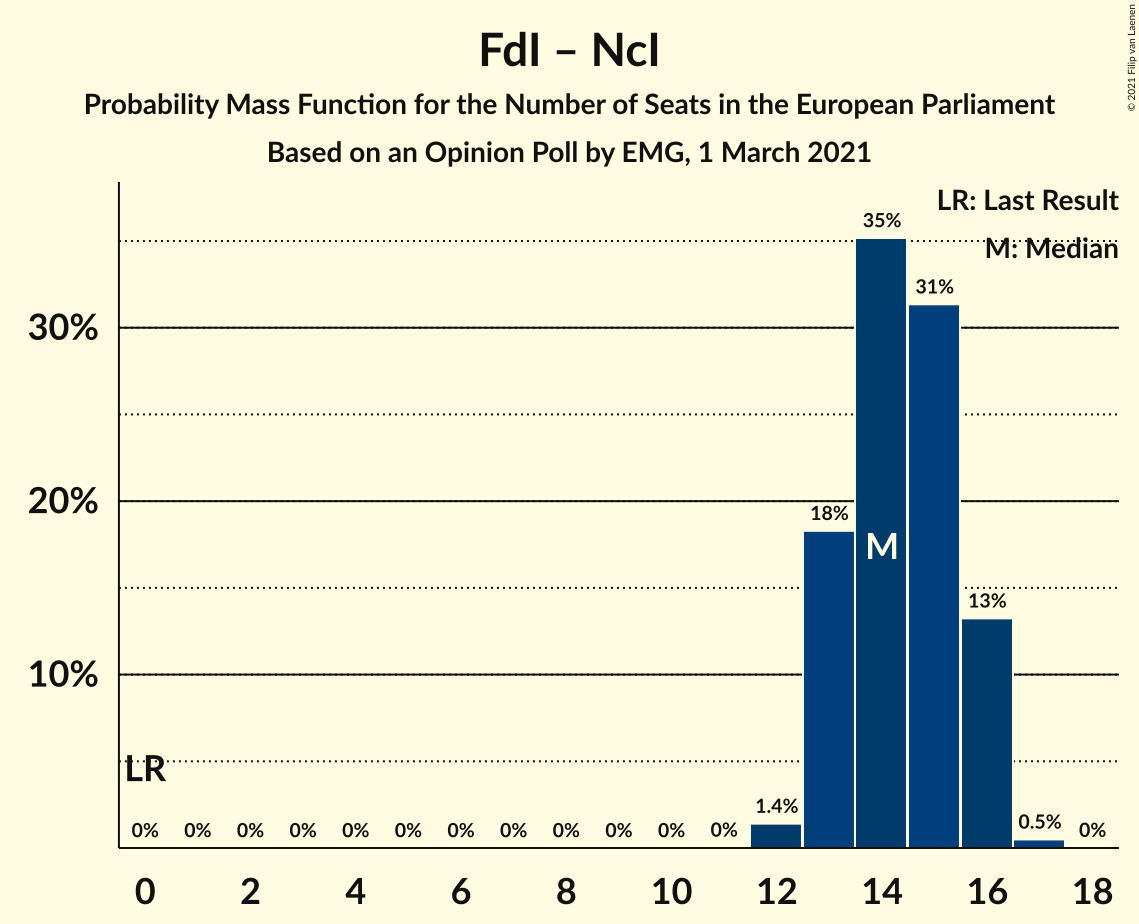 FdI – NcI
Probability Mass Function for the Number of Seats in the European Parliament
Based on an Opinion Poll by EMG, 1 March 2021
© 2021 Filip van Laenen
LR: Last Result
M: Median
35%
31%
30%
20%
18%
M
13%
10%
LR
1.4%
0.5%
0% 0% 0% 0% 0% 0% 0% 0% 0% 0% 0% 0% 0%
0 2 4 6 8 10 12 14 16 18